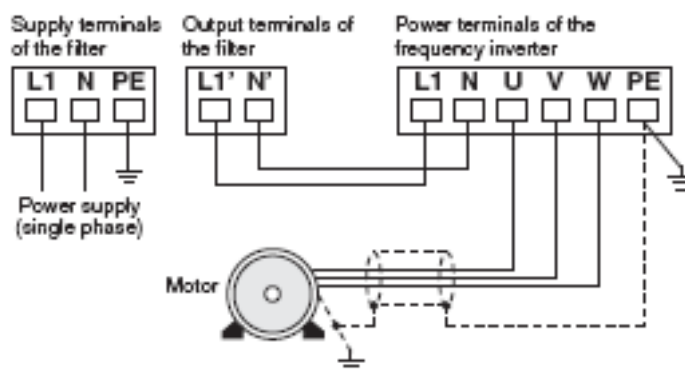 Supply terminals
of the filter
Output terminals of
the filter
Power terminals of the
frequency inverter
L1 N PE
L1' N'
L1 N U V W PE
Power supply
(single phase)
Motor